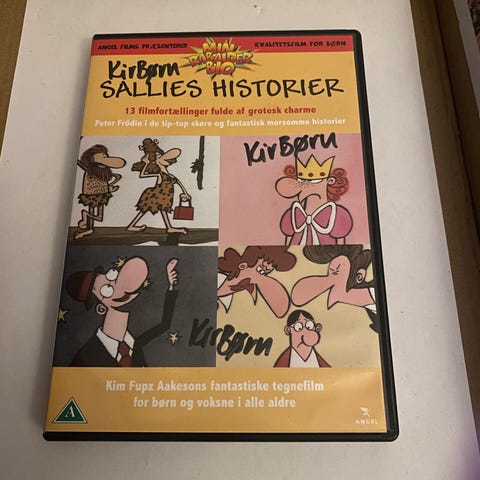 ANGEL FILMS PRÆSENTERER
MIN BABALDER BIO
KVALITETSFILM FOR BØRN
KirBørn
SALLIES HISTORIER
13 filmfortællinger fulde af grotesk charme
Peter Frödin i de tip-top skøre og fantastisk morsomme historier
KirBørn
KirBørn
Kim Fupz Aakesons fantastiske tegnefilm
for børn og voksne i alle aldre
A
ANGEL